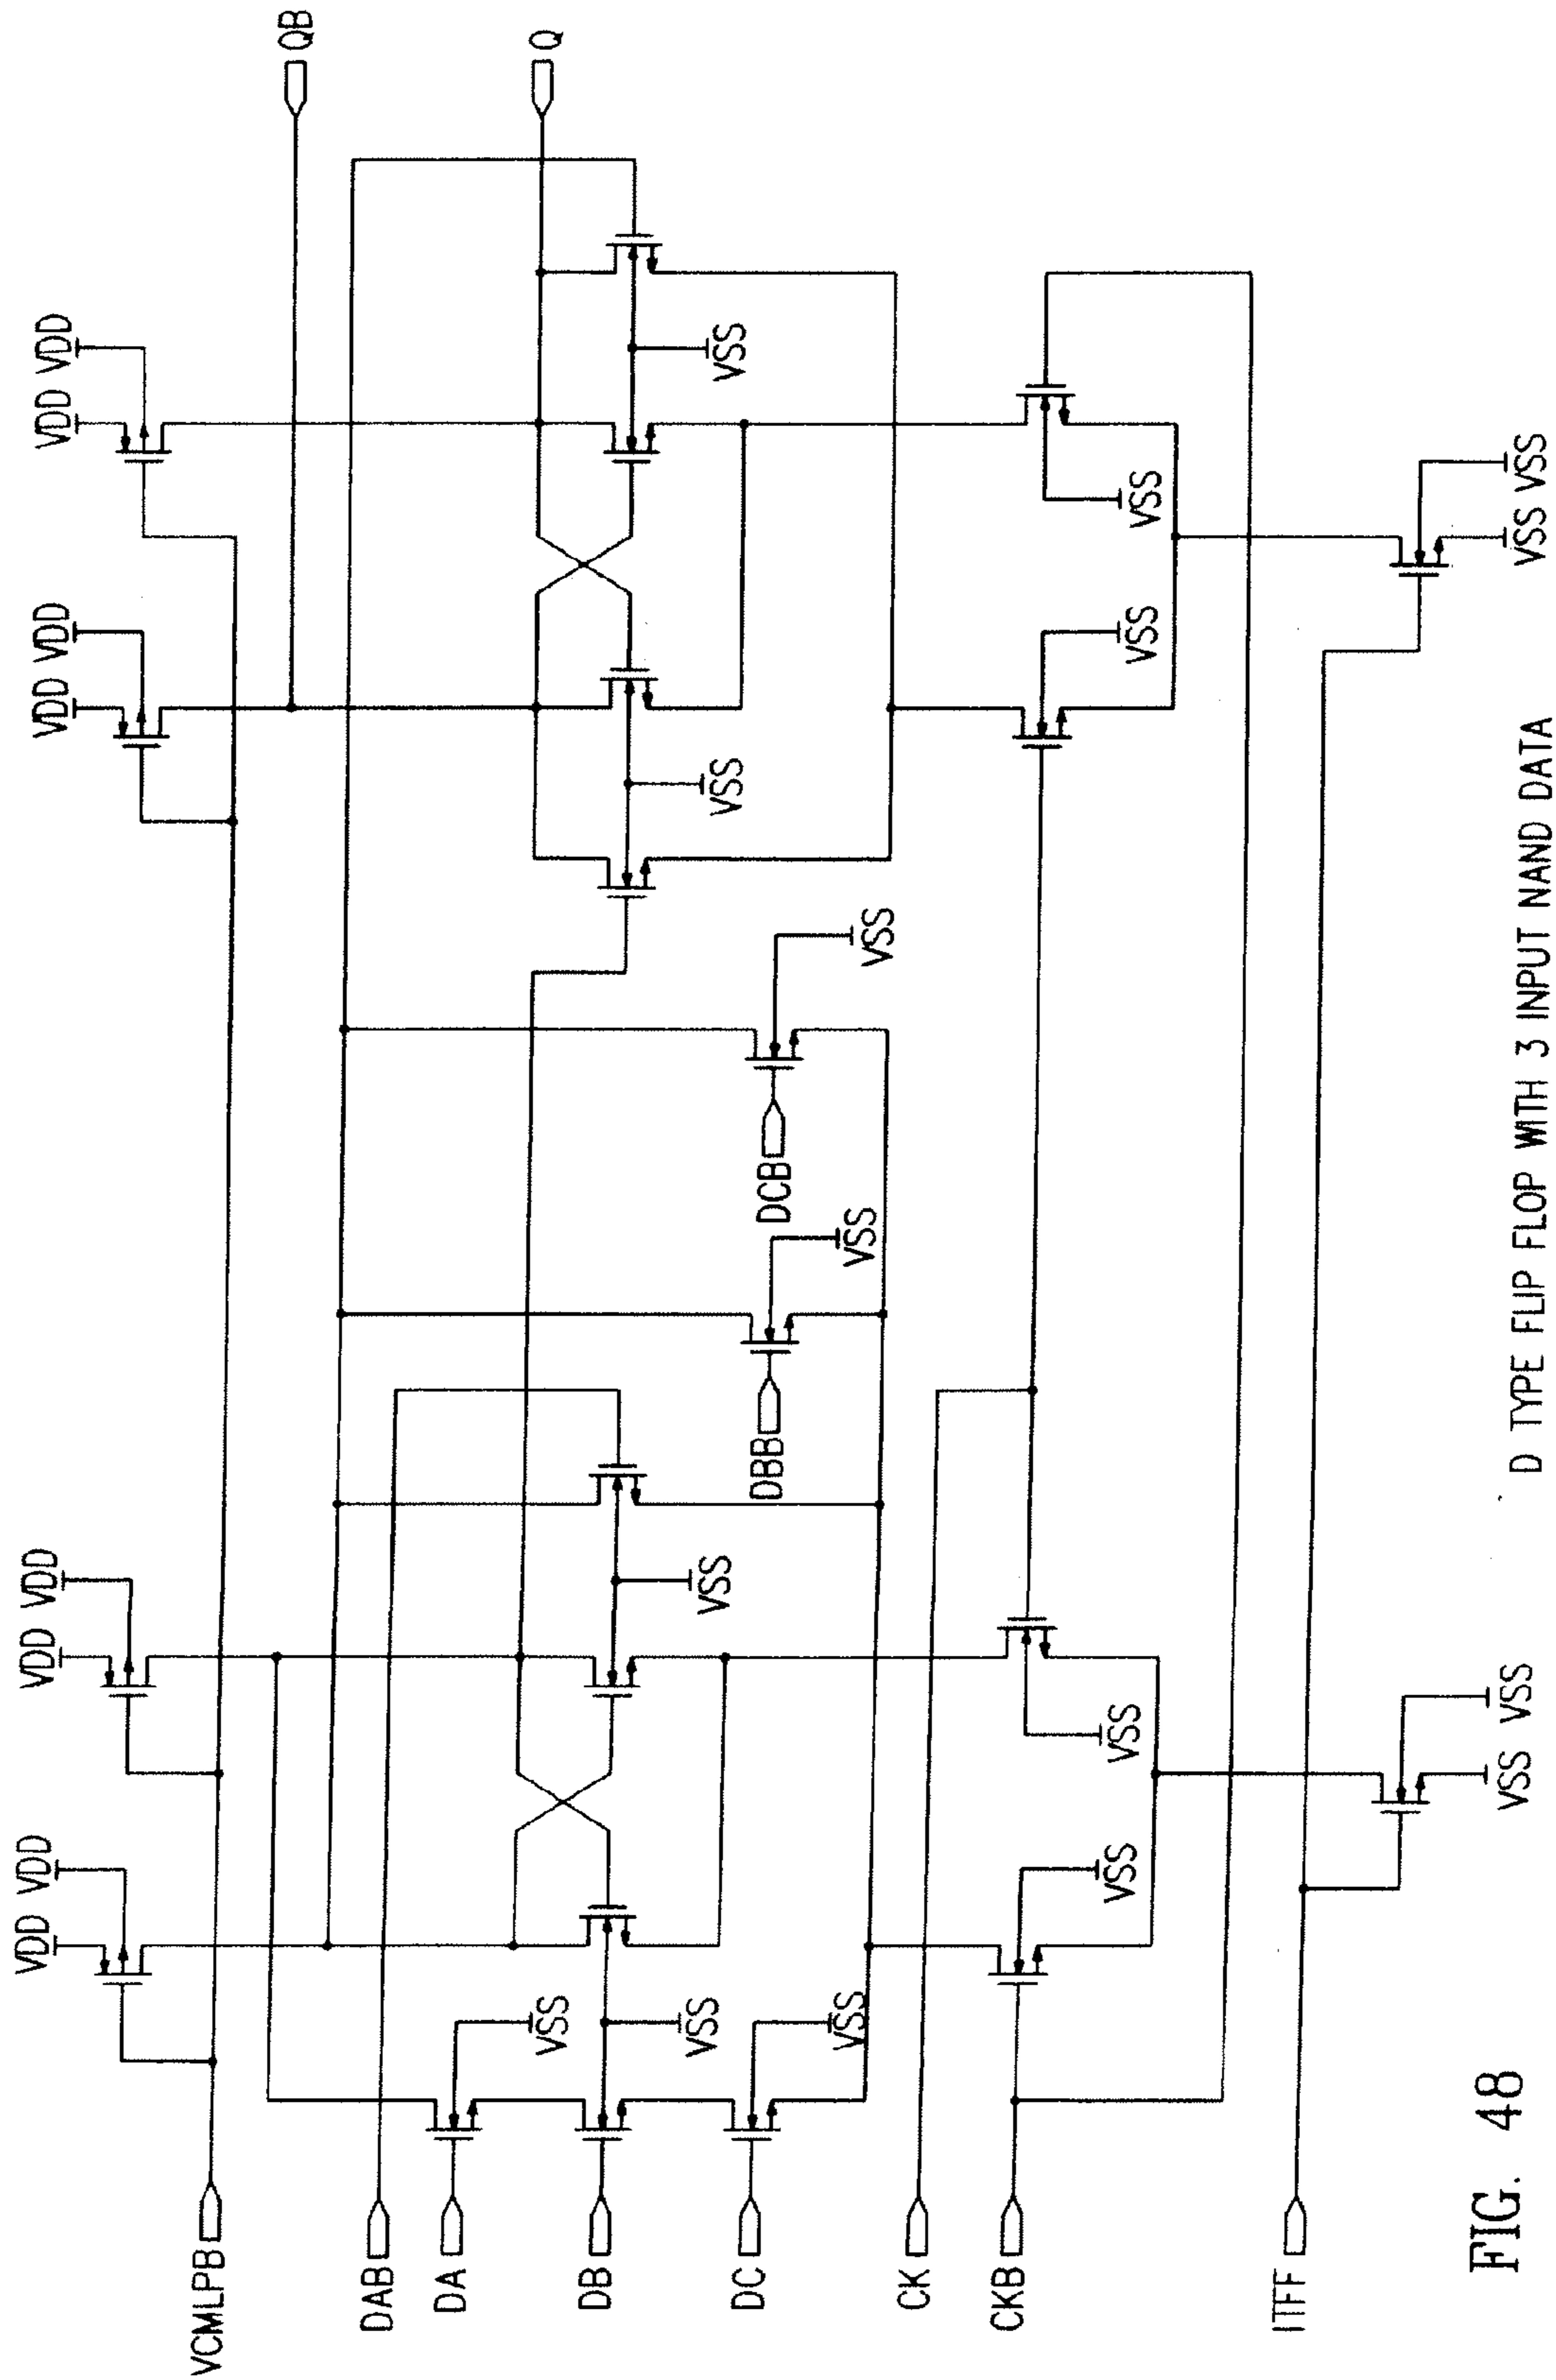 VDD VDD
VDD VDD
VDD VDD
VDD VDD
QB
Q
VCMLPB
DAB
DA
VSS
DB
VSS
VSS
VSS
VSS
DC
VSS
DBB
VSS
DCB
VSS
CK
CKB
VSS
VSS
VSS
VSS
ITFF
VSS VSS
VSS VSS
D TYPE FLIP FLOP WITH 3 INPUT NAND DATA
FIG. 48